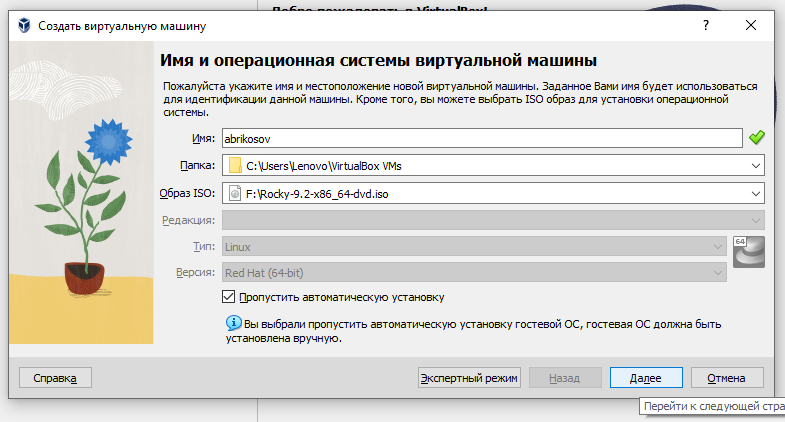 Добро пожаловать в VirtualBox!
Создать виртуальную машину
Имя и операционная системы виртуальной машины
Пожалуйста укажите имя и местоположение новой виртуальной машины. Заданное Вами имя будет использоваться
для идентификации данной машины. Кроме того, вы можете выбрать ISO образ для установки операционной
системы.
Имя: abrikosov
Папка: C:\Users\Lenovo\VirtualBox VMs
Образ ISO: F:\Rocky-9.2-x86_64-dvd.iso
Редакция:
Тип: Linux
64
Версия: Red Hat (64-bit)
Пропустить автоматическую установку
Вы выбрали пропустить автоматическую установку гостевой ОС, гостевая ОС должна быть
установлена вручную.
Справка Экспертный режим Назад Далее Отмена
Перейти к следующей стра